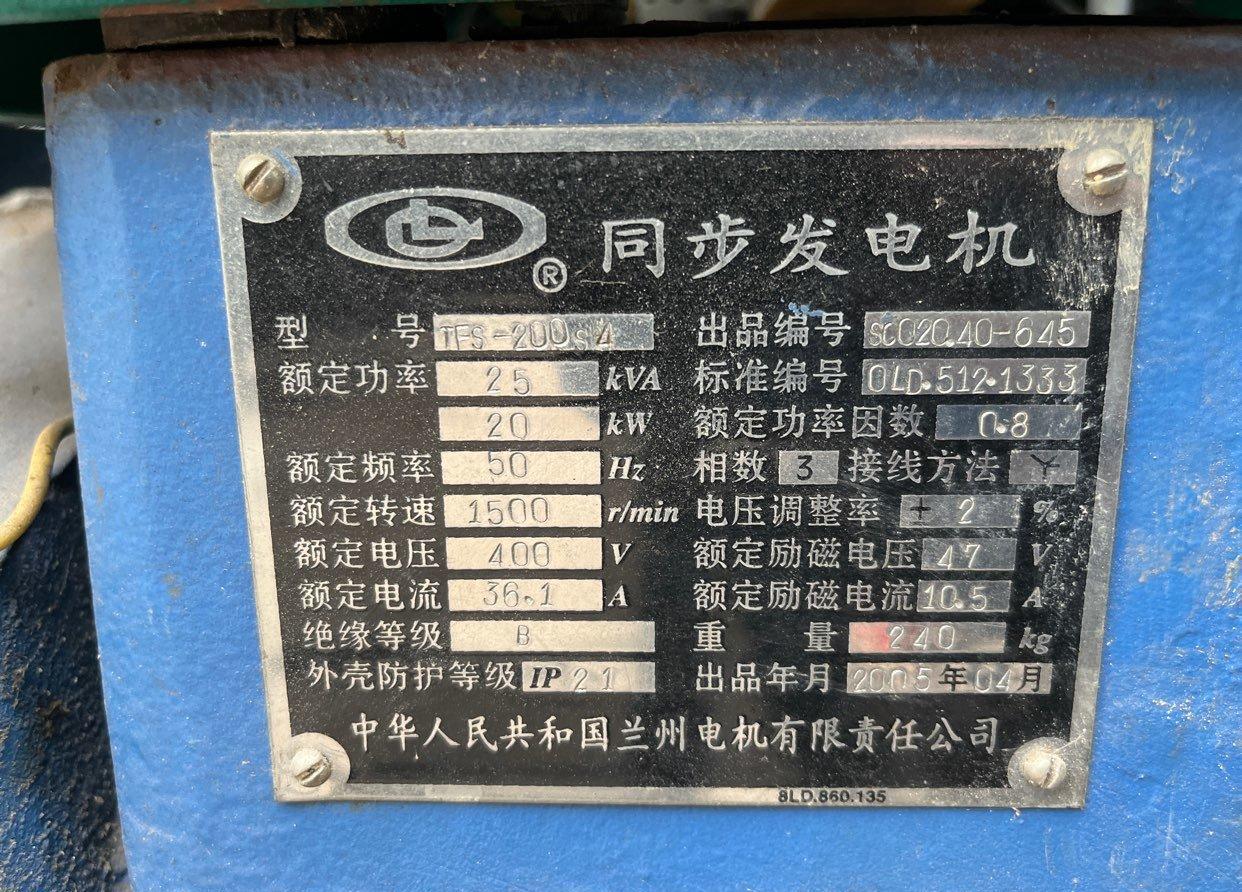 ® 同步发电机
型 号 TFS-200S4 出品编号 SC02040-645
额定功率 25 kVA 标准编号 0LD.512.1333
20 kW 额定功率因数 0.8
额定频率 50 Hz 相数 3 接线方法 Y
额定转速 1500 r/min 电压调整率 ±2 %
额定电压 400 V 额定励磁电压 47 V
额定电流 36.1 A 额定励磁电流 10.5 A
绝缘等级 B 重 量 240 kg
外壳防护等级 IP 21 出品年月 2005年04月
中华人民共和国兰州电机有限责任公司
8LD.860.135